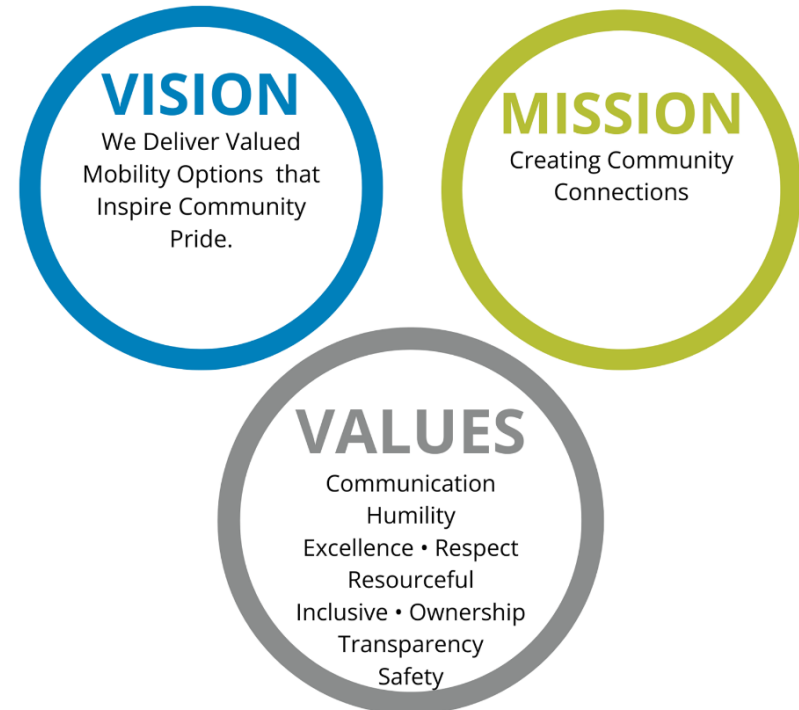 VISION
We Deliver Valued
Mobility Options that
Inspire Community
Pride.
MISSION
Creating Community
Connections
VALUES
Communication
Humility
Excellence • Respect
Resourceful
Inclusive • Ownership
Transparency
Safety